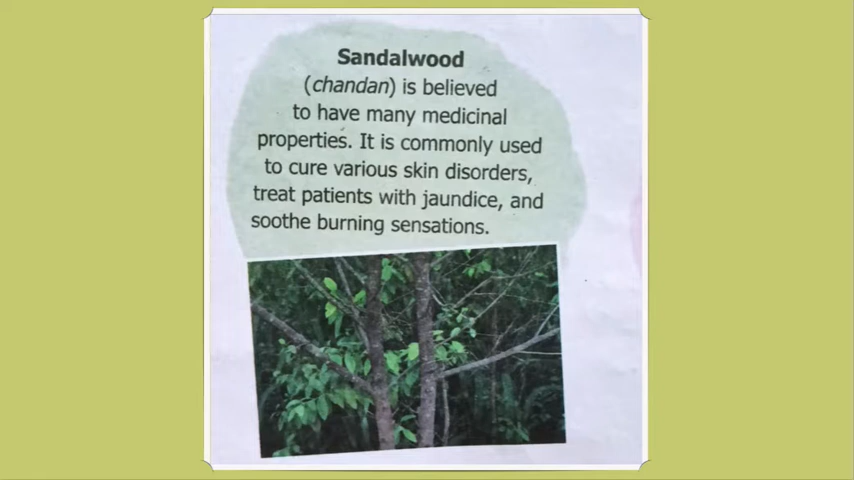 Sandalwood
(chandan) is believed
to have many medicinal
properties. It is commonly used
to cure various skin disorders,
treat patients with jaundice, and
soothe burning sensations.